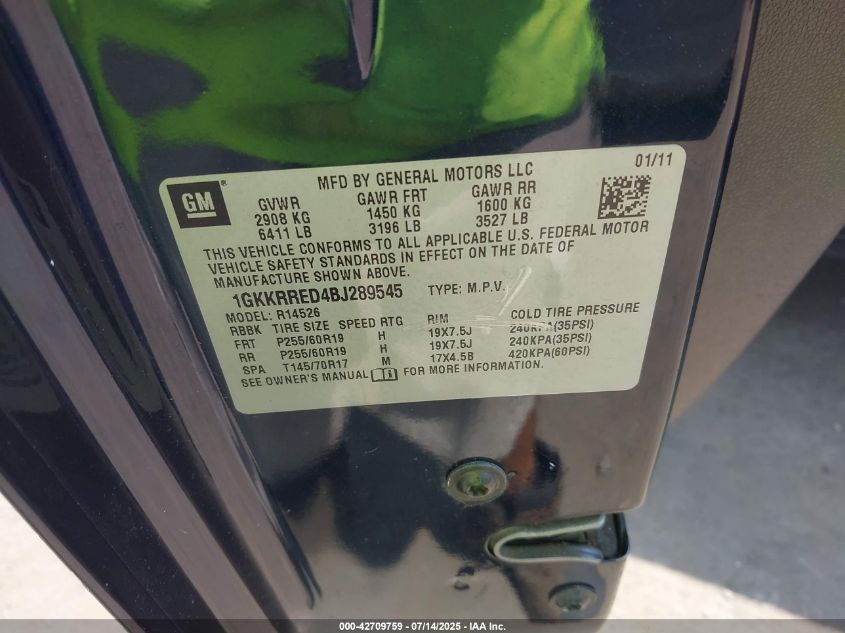 GM ®
MFD BY GENERAL MOTORS LLC 01/11
GVWR GAWR FRT GAWR RR
2908 KG 1450 KG 1600 KG
6411 LB 3196 LB 3527 LB
THIS VEHICLE CONFORMS TO ALL APPLICABLE U.S. FEDERAL MOTOR
VEHICLE SAFETY STANDARDS IN EFFECT ON THE DATE OF
MANUFACTURE SHOWN ABOVE.
1GKKRRED4BJ289545 TYPE: M.P.V.
MODEL: R14526
RBBK TIRE SIZE SPEED RTG RIM COLD TIRE PRESSURE
FRT P255/60R19 H 19X7.5J 240KPA(35PSI)
RR P255/60R19 H 19X7.5J 240KPA(35PSI)
SPA T145/70R17 M 17X4.5B 420KPA(60PSI)
SEE OWNER'S MANUAL FOR MORE INFORMATION.
000-42709759 - 07/14/2025 - IAA Inc.